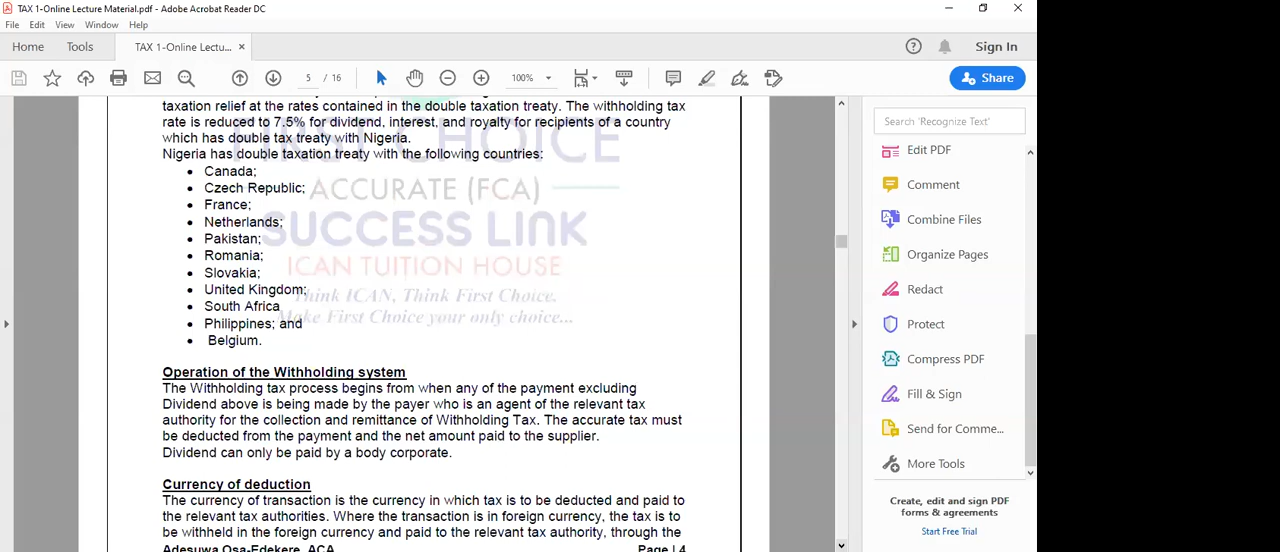 TAX 1-Online Lecture Material.pdf - Adobe Acrobat Reader DC
File Edit View Window Help
Home Tools TAX 1-Online Lectu... × Sign In
5 / 16 100% Share
taxation relief at the rates contained in the double taxation treaty. The withholding tax
rate is reduced to 7.5% for dividend, interest, and royalty for recipients of a country
which has double tax treaty with Nigeria.
Nigeria has double taxation treaty with the following countries:
• Canada;
• Czech Republic;
• France;
• Netherlands;
• Pakistan;
• Romania;
• Slovakia;
• United Kingdom;
• South Africa
• Philippines; and
• Belgium.
FIRST CHOICE
ACCURATE (FCA)
SUCCESS LINK
ICAN TUITION HOUSE
Think ICAN, Think First Choice.
Make First Choice your only choice...
Operation of the Withholding system
The Withholding tax process begins from when any of the payment excluding
Dividend above is being made by the payer who is an agent of the relevant tax
authority for the collection and remittance of Withholding Tax. The accurate tax must
be deducted from the payment and the net amount paid to the supplier.
Dividend can only be paid by a body corporate.
Currency of deduction
The currency of transaction is the currency in which tax is to be deducted and paid to
the relevant tax authorities. Where the transaction is in foreign currency, the tax is to
be withheld in the foreign currency and paid to the relevant tax authority, through the
Adesuwa Osa-Edekere, ACA Page | 4
Search 'Recognize Text'
Edit PDF
Comment
Combine Files
Organize Pages
Redact
Protect
Compress PDF
Fill & Sign
Send for Comme...
More Tools
Create, edit and sign PDF
forms & agreements
Start Free Trial